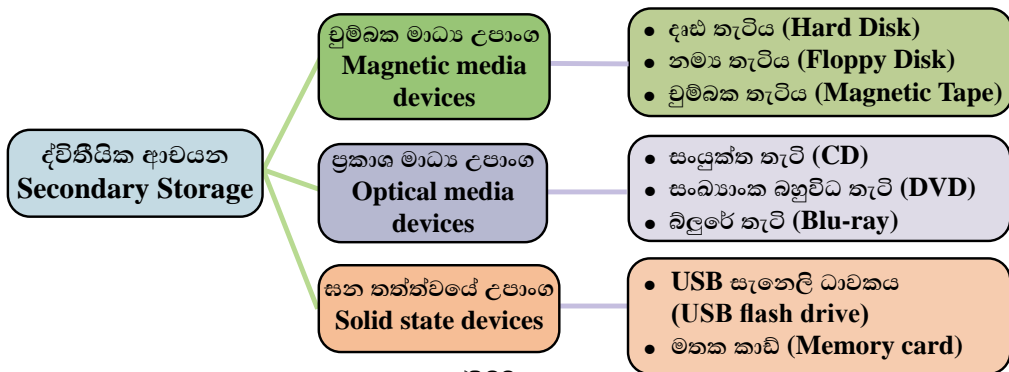 ද්විතීයික ආචයන
Secondary Storage
චුම්බක මාධ්‍ය උපාංග
Magnetic media
devices
• දෘඪ තැටිය (Hard Disk)
• නම්‍ය තැටිය (Floppy Disk)
• චුම්බක තැටිය (Magnetic Tape)
ප්‍රකාශ මාධ්‍ය උපාංග
Optical media
devices
• සංයුක්ත තැටි (CD)
• සංඛ්‍යාංක බහුවිධ තැටි (DVD)
• බ්ලුරේ තැටි (Blu-ray)
ඝන තත්ත්වයේ උපාංග
Solid state devices
• USB සැනෙලි ධාවකය
(USB flash drive)
• මතක කාඩ් (Memory card)